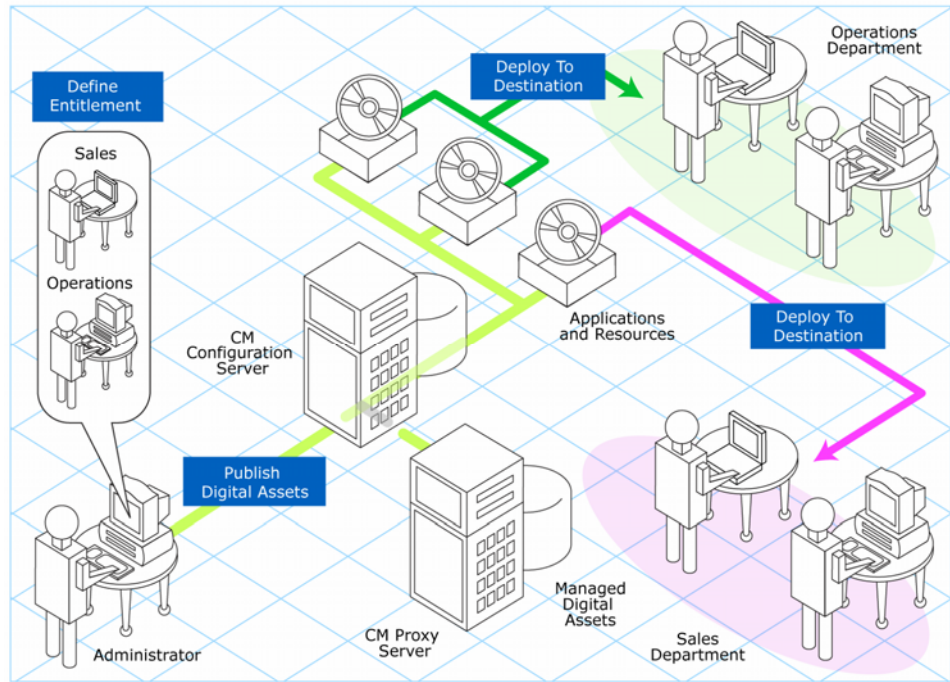 Define
Entitlement
Sales
Operations
Deploy To
Destination
Operations
Department
CM
Configuration
Server
Applications
and Resources
Deploy To
Destination
Publish
Digital Assets
Administrator
CM Proxy
Server
Managed
Digital
Assets
Sales
Department